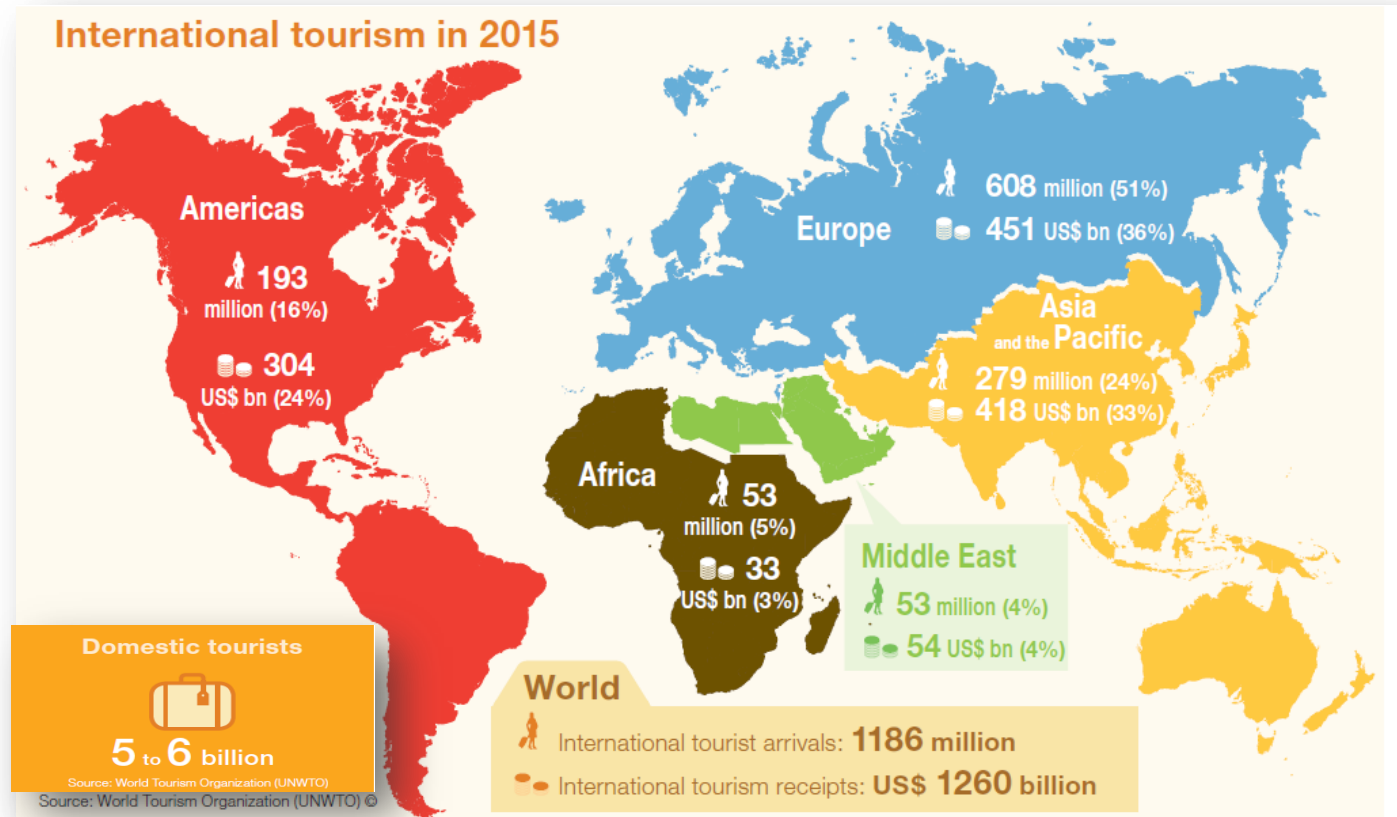 International tourism in 2015
Americas
193
million (16%)
304
US$ bn (24%)
Europe
608 million (51%)
451 US$ bn (36%)
Asia
and the Pacific
279 million (24%)
418 US$ bn (33%)
Africa
53
million (5%)
33
US$ bn (3%)
Middle East
53 million (4%)
54 US$ bn (4%)
World
International tourist arrivals: 1186 million
International tourism receipts: US$ 1260 billion
Domestic tourists
5 to 6 billion
Source: World Tourism Organization (UNWTO)
Source: World Tourism Organization (UNWTO) ©